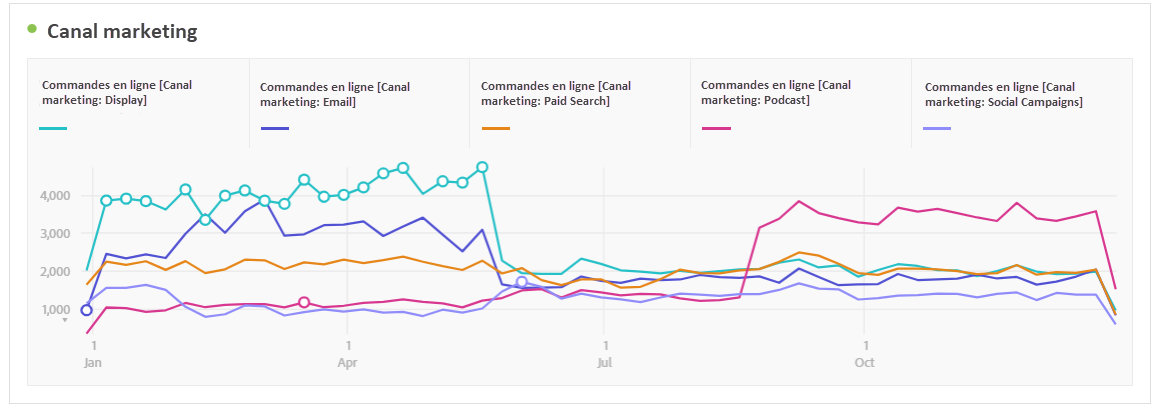 Canal marketing
Commandes en ligne [Canal
marketing: Display]
Commandes en ligne [Canal
marketing: Email]
Commandes en ligne [Canal
marketing: Paid Search]
Commandes en ligne [Canal
marketing: Podcast]
Commandes en ligne [Canal
marketing: Social Campaigns]
4,000
3,000
2,000
1,000
1
Jan
1
Apr
1
Jul
1
Oct